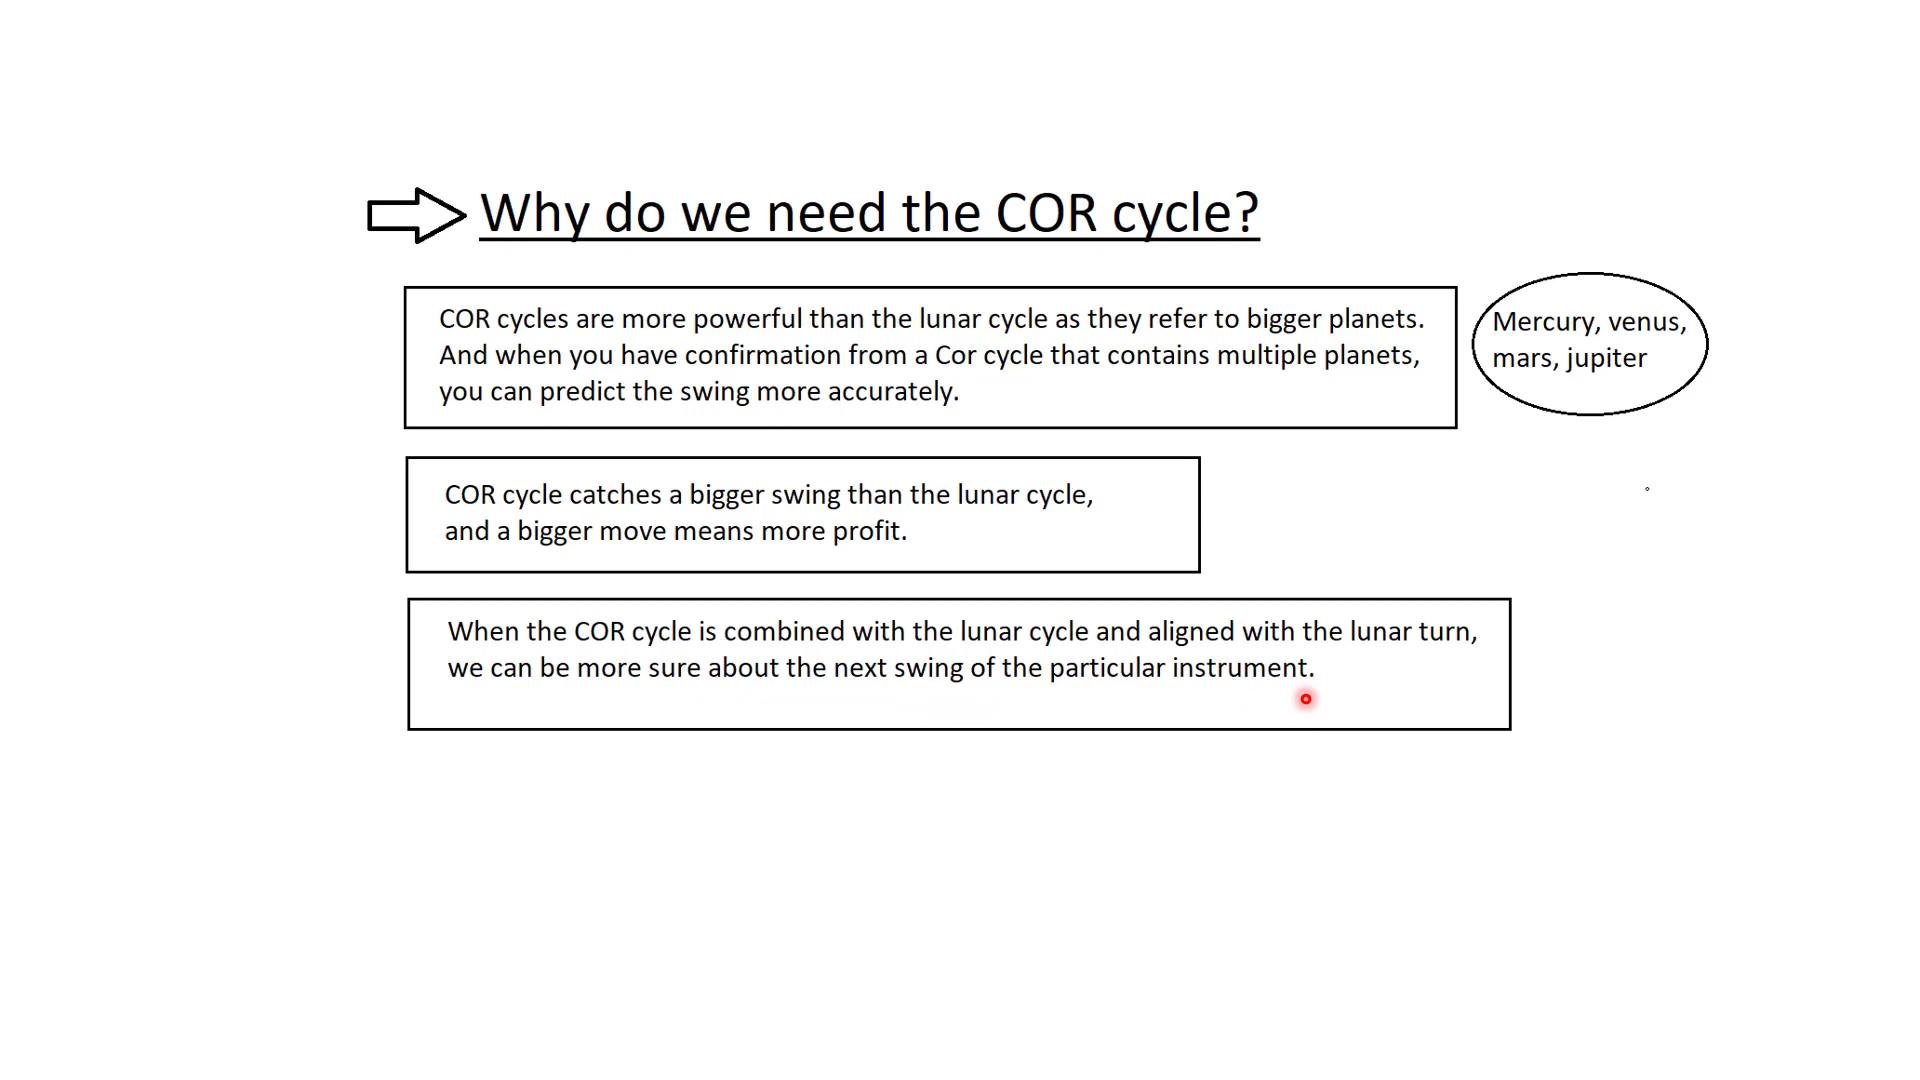 Why do we need the COR cycle?
COR cycles are more powerful than the lunar cycle as they refer to bigger planets.
And when you have confirmation from a Cor cycle that contains multiple planets,
you can predict the swing more accurately.
Mercury, venus,
mars, jupiter
COR cycle catches a bigger swing than the lunar cycle,
and a bigger move means more profit.
When the COR cycle is combined with the lunar cycle and aligned with the lunar turn,
we can be more sure about the next swing of the particular instrument.